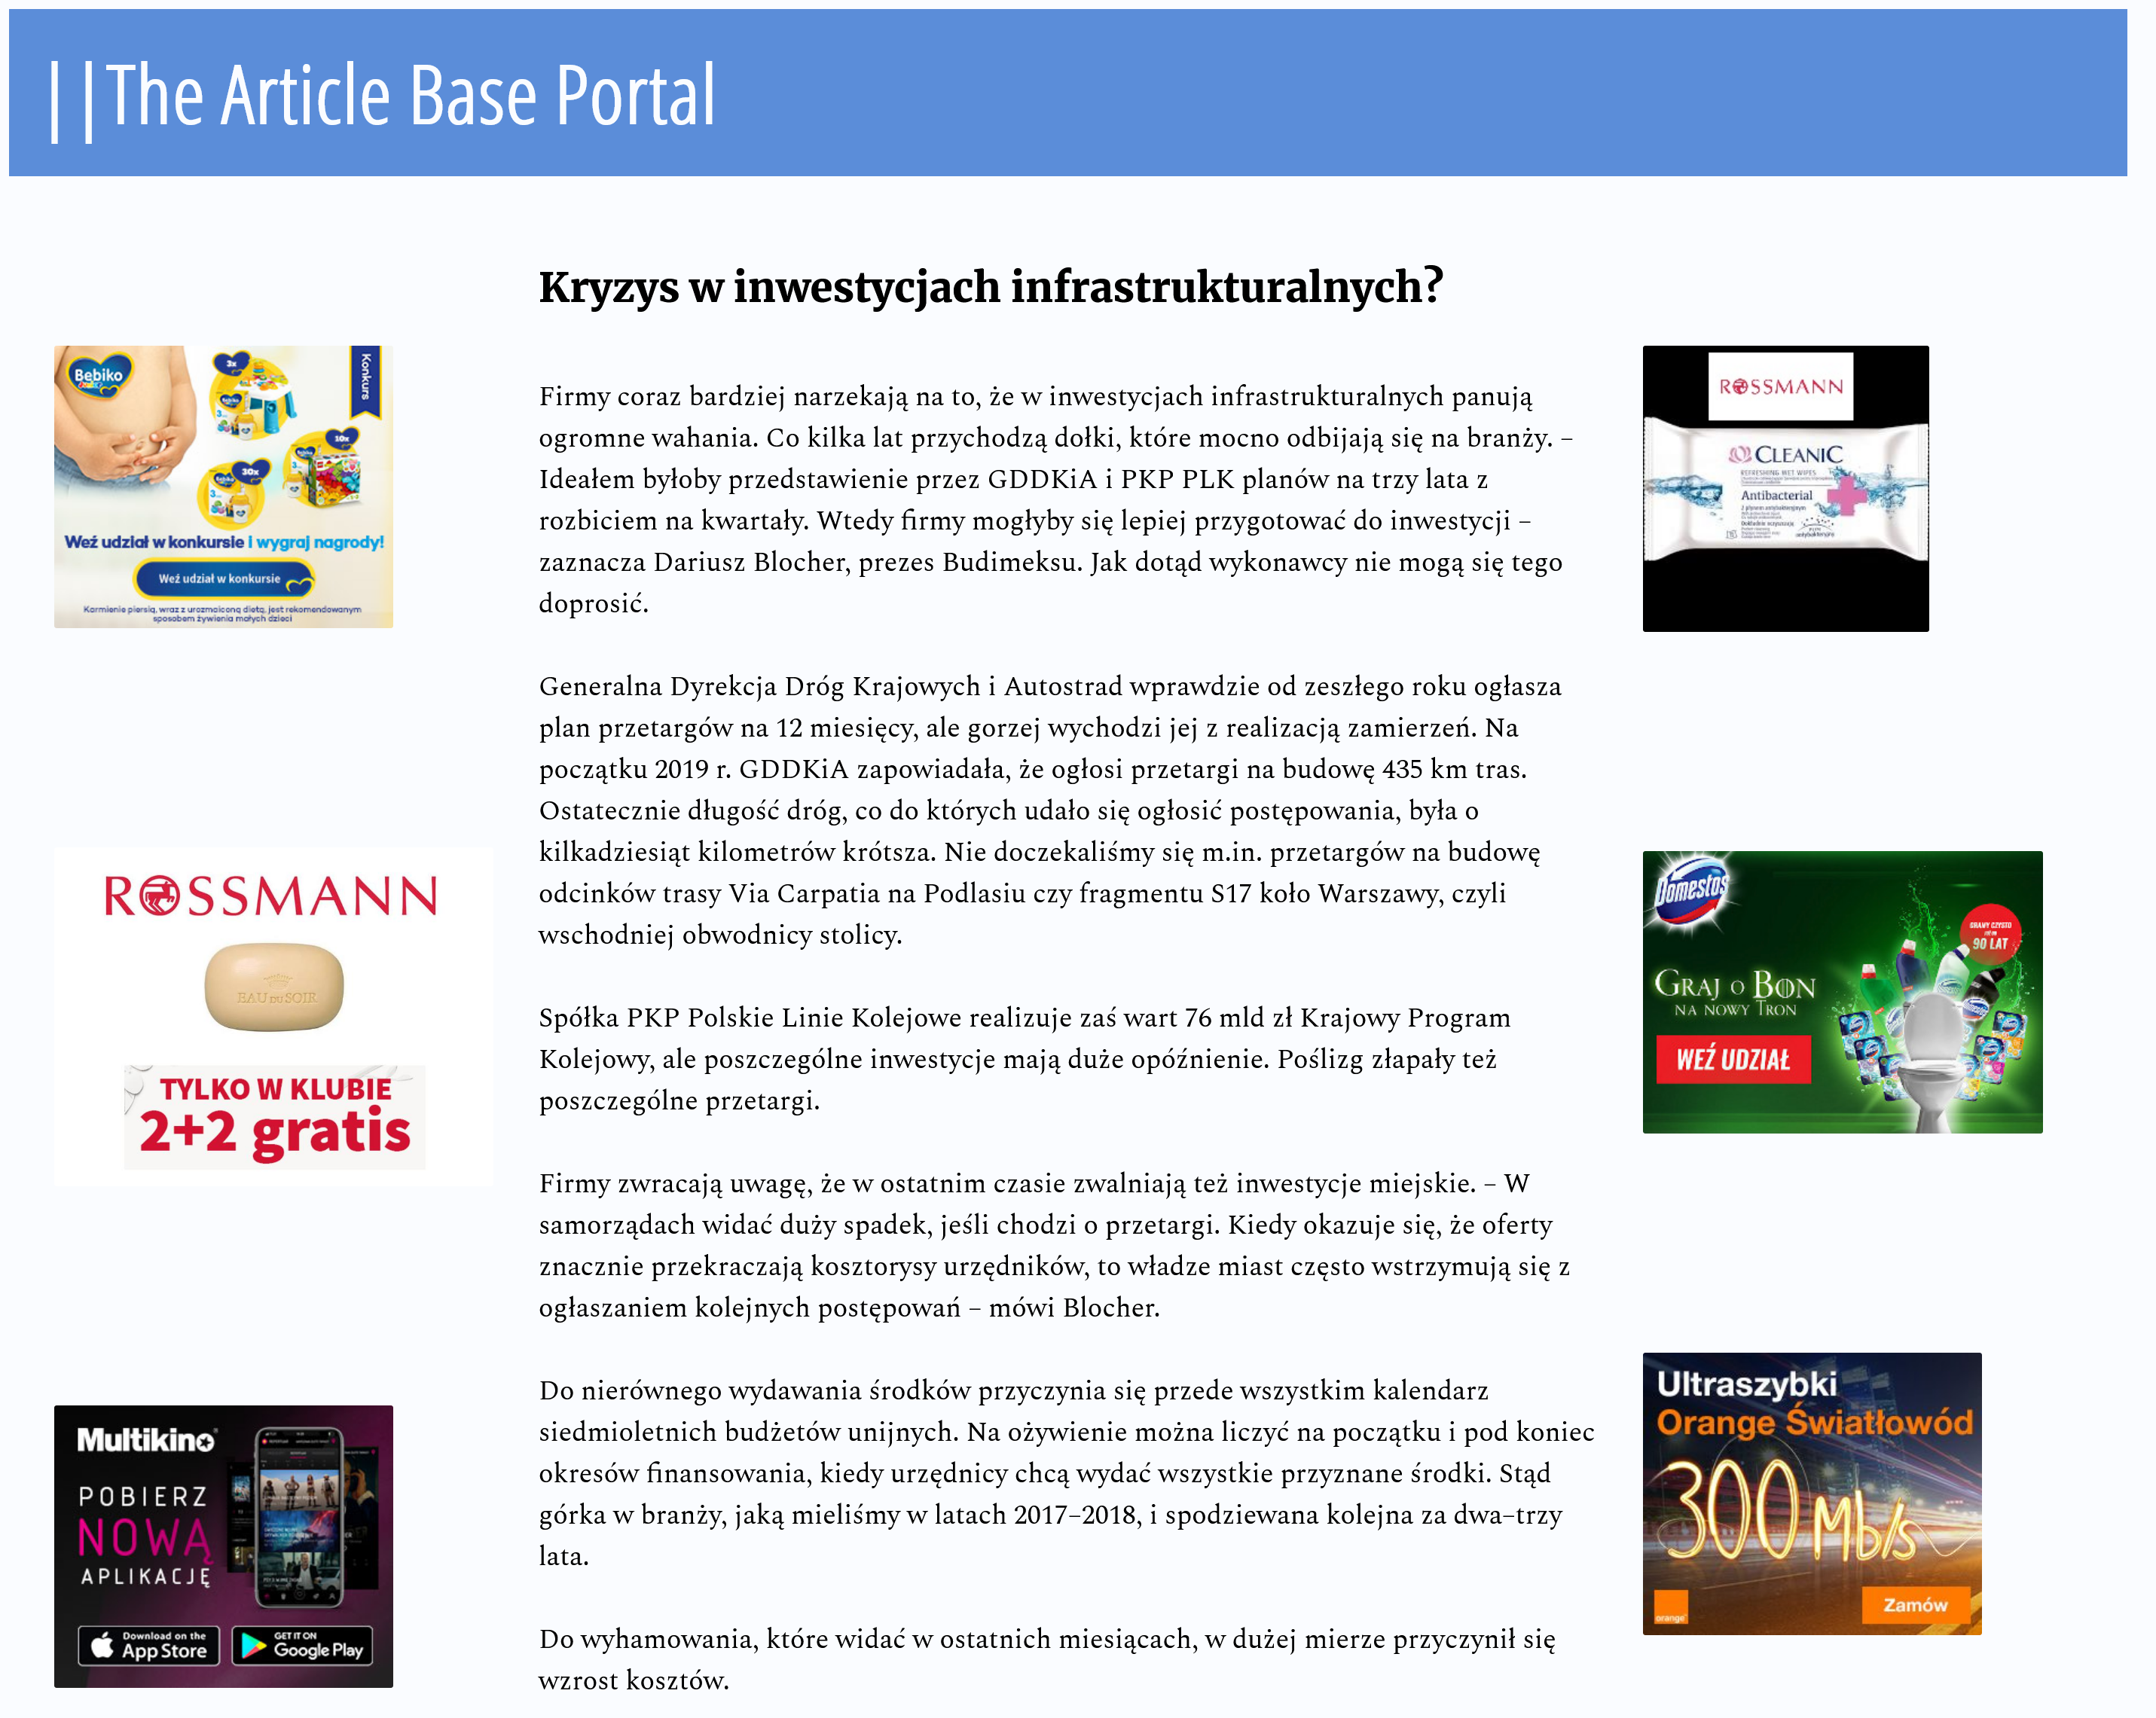 ||The Article Base Portal
Kryzys w inwestycjach infrastrukturalnych?
Firmy coraz bardziej narzekają na to, że w inwestycjach infrastrukturalnych panują
ogromne wahania. Co kilka lat przychodzą dołki, które mocno odbijają się na branży. –
Ideałem byłoby przedstawienie przez GDDKiA i PKP PLK planów na trzy lata z
rozbiciem na kwartały. Wtedy firmy mogłyby się lepiej przygotować do inwestycji –
zaznacza Dariusz Blocher, prezes Budimeksu. Jak dotąd wykonawcy nie mogą się tego
doprosić.
Generalna Dyrekcja Dróg Krajowych i Autostrad wprawdzie od zeszłego roku ogłasza
plan przetargów na 12 miesięcy, ale gorzej wychodzi jej z realizacją zamierzeń. Na
początku 2019 r. GDDKiA zapowiadała, że ogłosi przetargi na budowę 435 km tras.
Ostatecznie długość dróg, co do których udało się ogłosić postępowania, była o
kilkadziesiąt kilometrów krótsza. Nie doczekaliśmy się m.in. przetargów na budowę
odcinków trasy Via Carpatia na Podlasiu czy fragmentu S17 koło Warszawy, czyli
wschodniej obwodnicy stolicy.
Spółka PKP Polskie Linie Kolejowe realizuje zaś wart 76 mld zł Krajowy Program
Kolejowy, ale poszczególne inwestycje mają duże opóźnienie. Poślizg złapały też
poszczególne przetargi.
Firmy zwracają uwagę, że w ostatnim czasie zwalniają też inwestycje miejskie. – W
samorządach widać duży spadek, jeśli chodzi o przetargi. Kiedy okazuje się, że oferty
znacznie przekraczają kosztorysy urzędników, to władze miast często wstrzymują się z
ogłaszaniem kolejnych postępowań – mówi Blocher.
Do nierównego wydawania środków przyczynia się przede wszystkim kalendarz
siedmioletnich budżetów unijnych. Na ożywienie można liczyć na początku i pod koniec
okresów finansowania, kiedy urzędnicy chcą wydać wszystkie przyznane środki. Stąd
górka w branży, jaką mieliśmy w latach 2017–2018, i spodziewana kolejna za dwa–trzy
lata.
Do wyhamowania, które widać w ostatnich miesiącach, w dużej mierze przyczynił się
wzrost kosztów.
Bebiko
Konkurs
3x
10x
30x
Weź udział w konkursie i wygraj nagrody!
Weź udział w konkursie
Karmienie piersią, wraz z urozmaiconą dietą, jest rekomendowanym
sposobem żywienia małych dzieci
ROSSMANN
EAU DU SOIR
TYLKO W KLUBIE
2+2 gratis
Multikino
POBIERZ
NOWĄ
APLIKACJĘ
Download on the
App Store
GET IT ON
Google Play
ROSSMANN
CLEANIC
REFRESHING WET WIPES
Antibacterial
Z płynem antybakteryjnym
antybakteryjny
Domestos
GRAMY CZYSTO
90 LAT
GRAJ O BON
NA NOWY TRON
WEŹ UDZIAŁ
Ultraszybki
Orange Światłowód
300 Mb/s
orange
Zamów